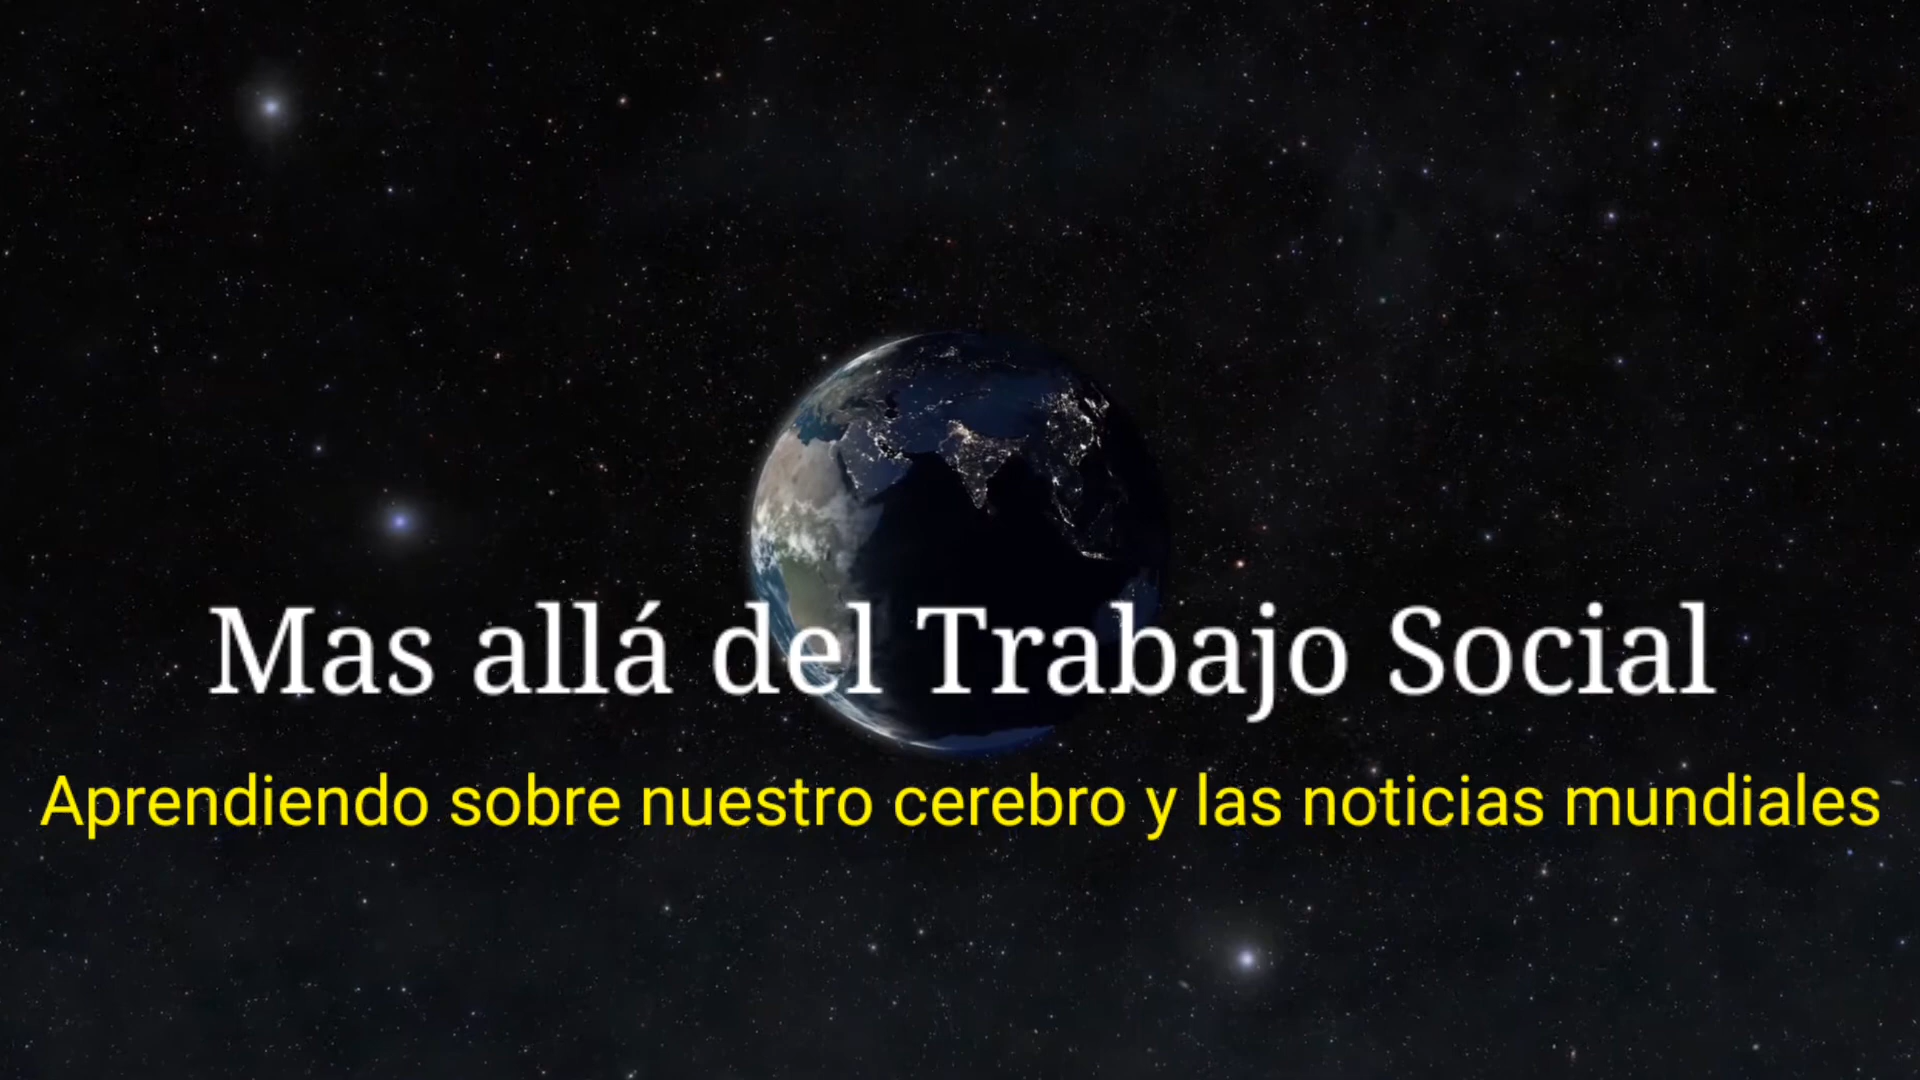 Mas allá del Trabajo Social
Aprendiendo sobre nuestro cerebro y las noticias mundiales